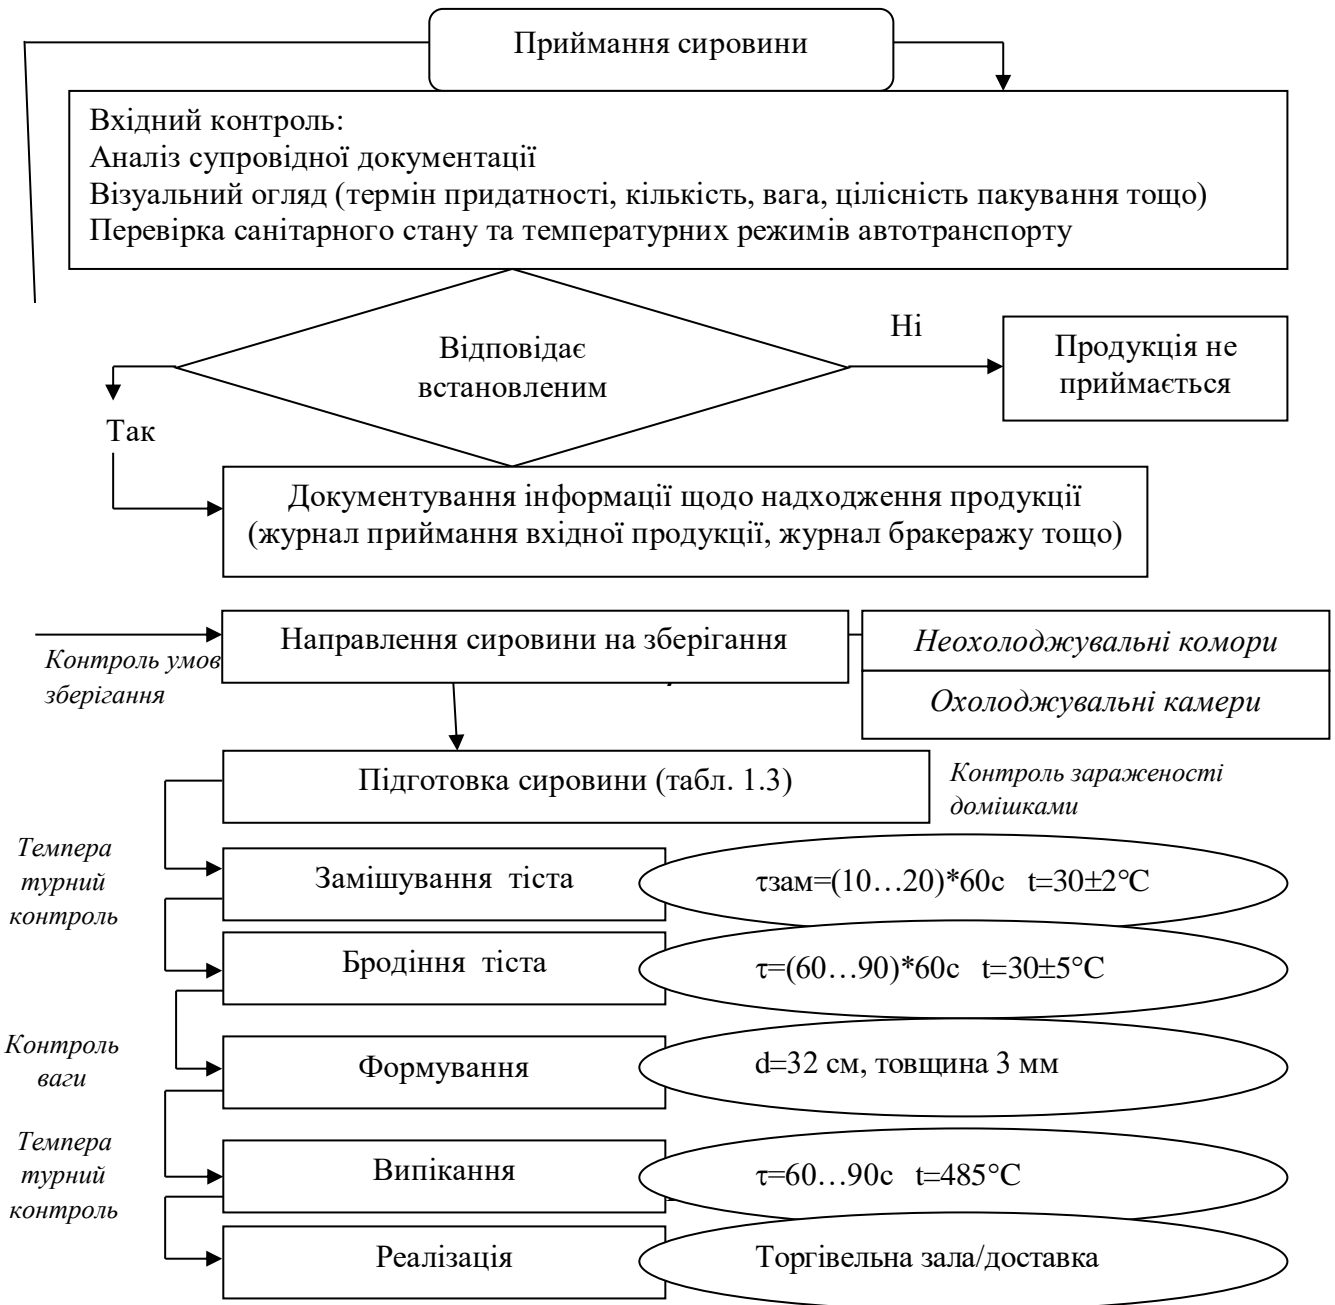 Приймання сировини
Вхідний контроль:
Аналіз супровідної документації
Візуальний огляд (термін придатності, кількість, вага, цілісність пакування тощо)
Перевірка санітарного стану та температурних режимів автотранспорту
Відповідає
встановленим
Ні
Продукція не
приймається
Так
Документування інформації щодо надходження продукції
(журнал приймання вхідної продукції, журнал бракеражу тощо)
Направлення сировини на зберігання
Неохолоджувальні комори
Охолоджувальні камери
Контроль умов
зберігання
Підготовка сировини (табл. 1.3)
Контроль зараженості
домішками
Темпера
турний
контроль
Замішування тіста
τзам=(10…20)*60с t=30±2°С
Бродіння тіста
τ=(60…90)*60с t=30±5°С
Контроль
ваги
Формування
d=32 см, товщина 3 мм
Темпера
турний
контроль
Випікання
τ=60…90с t=485°С
Реалізація
Торгівельна зала/доставка